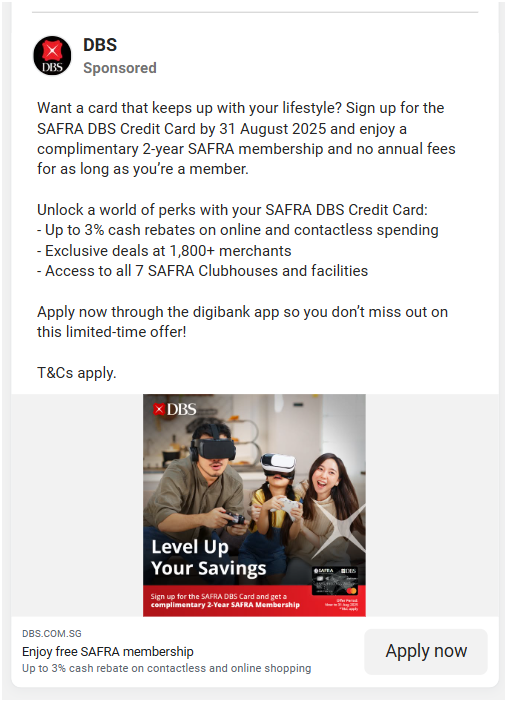 DBS
Sponsored
DBS
Want a card that keeps up with your lifestyle? Sign up for the
SAFRA DBS Credit Card by 31 August 2025 and enjoy a
complimentary 2-year SAFRA membership and no annual fees
for as long as you’re a member.
Unlock a world of perks with your SAFRA DBS Credit Card:
- Up to 3% cash rebates on online and contactless spending
- Exclusive deals at 1,800+ merchants
- Access to all 7 SAFRA Clubhouses and facilities
Apply now through the digibank app so you don’t miss out on
this limited-time offer!
T&Cs apply.
DBS
Level Up
Your Savings
SAFRA DBS
Sign up for the SAFRA DBS Card and get a
complimentary 2-Year SAFRA Membership
Offer Period:
T&C apply
DBS.COM.SG
Enjoy free SAFRA membership
Up to 3% cash rebate on contactless and online shopping
Apply now